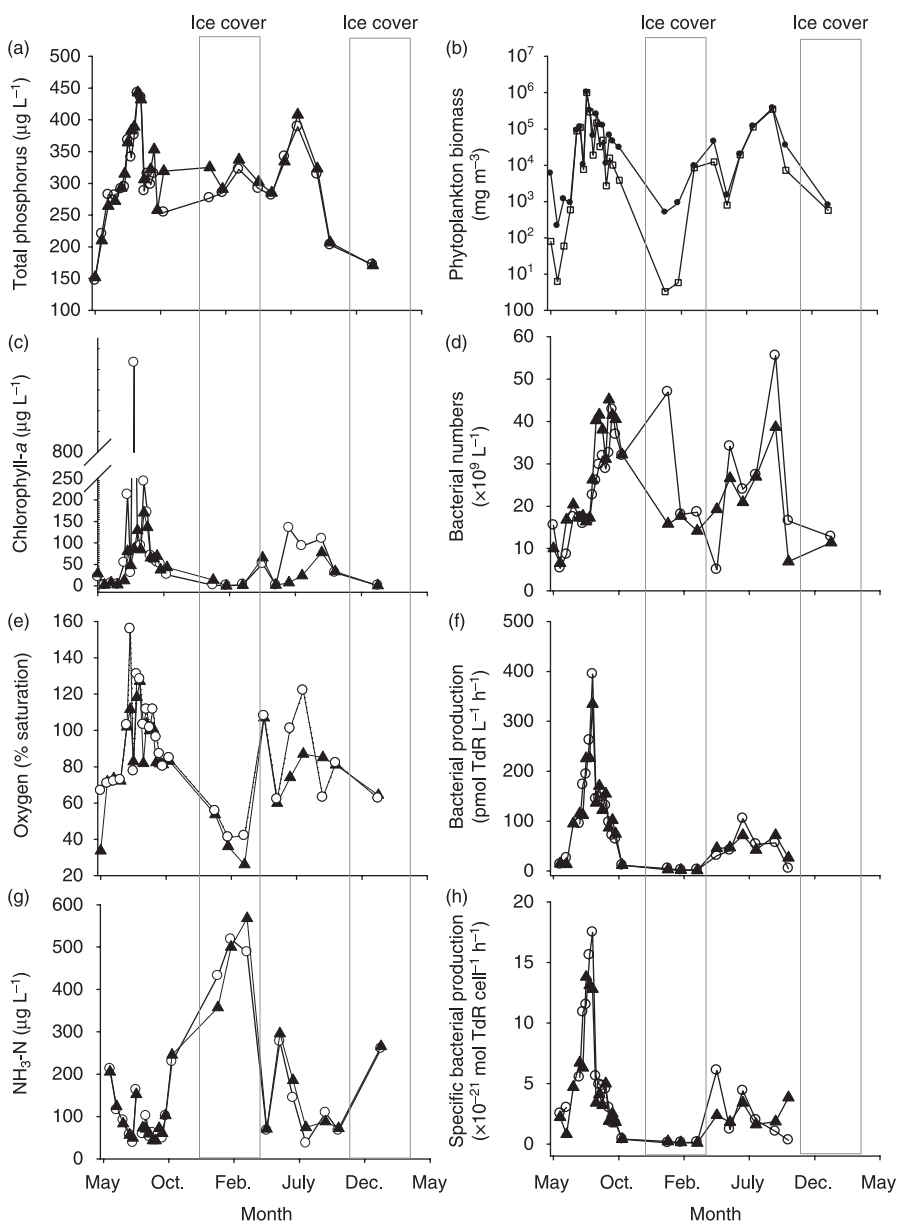 Ice cover
Ice cover
Ice cover
Ice cover
(a)
500
450
400
350
300
250
200
150
100
Total phosphorus (µg L⁻¹)
(b)
10⁷
10⁶
10⁵
10⁴
10³
10²
10¹
100
Phytoplankton biomass
(mg m⁻³)
(c)
800
250
200
150
100
50
0
Chlorophyll-a (µg L⁻¹)
(d)
60
50
40
30
20
10
0
Bacterial numbers
(×10⁹ L⁻¹)
(e)
160
140
120
100
80
60
40
20
Oxygen (% saturation)
(f)
500
400
300
200
100
0
Bacterial production
(pmol TdR L⁻¹ h⁻¹)
(g)
600
500
400
300
200
100
0
NH₃-N (µg L⁻¹)
May Oct. Feb. July Dec. May
Month
(h)
20
15
10
5
0
Specific bacterial production
(×10⁻²¹ mol TdR cell⁻¹ h⁻¹)
May Oct. Feb. July Dec. May
Month